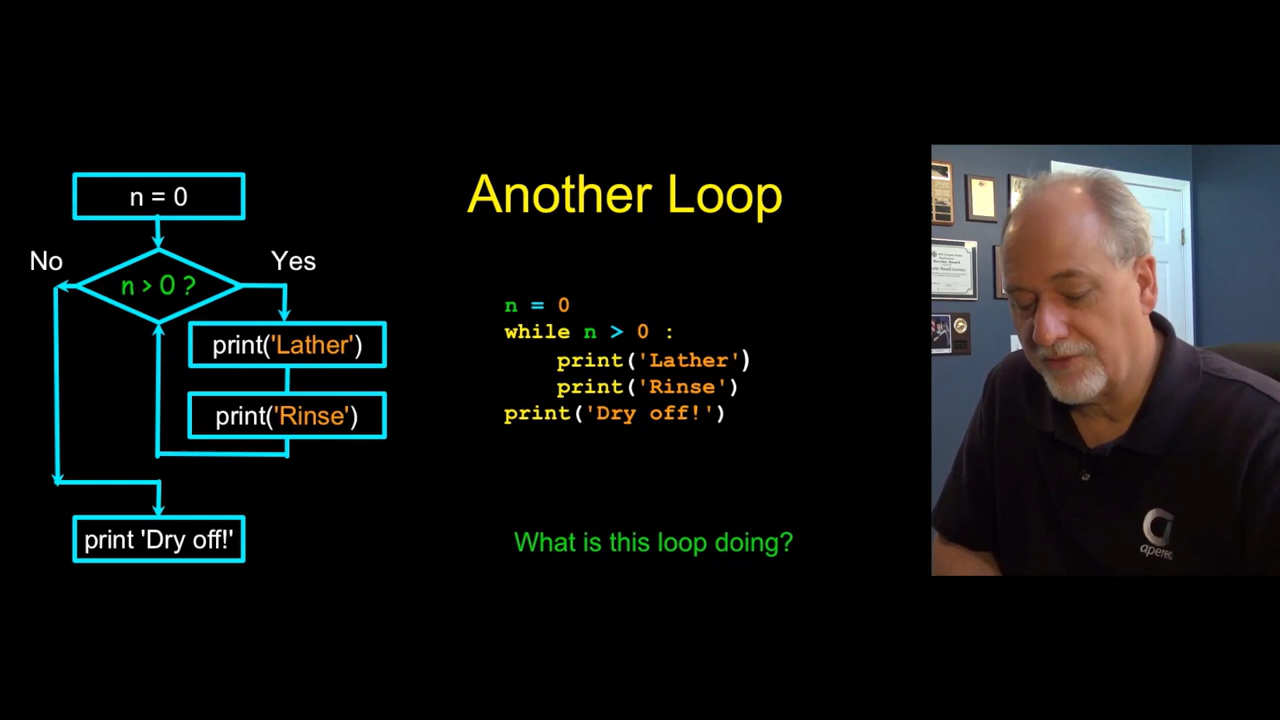 Another Loop
n = 0
No
Yes
n > 0 ?
print('Lather')
print('Rinse')
print 'Dry off!'
n = 0
while n > 0 :
    print('Lather')
    print('Rinse')
print('Dry off!')
What is this loop doing?
apereo